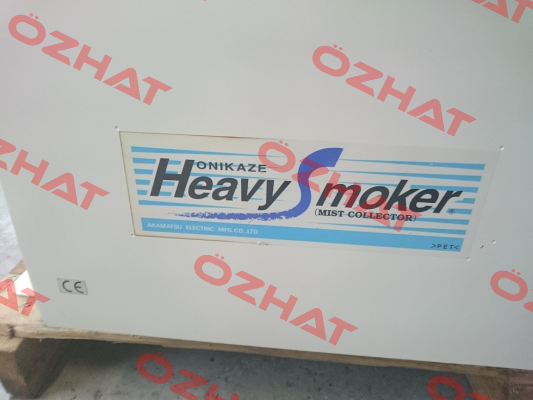 ÖZHAT
ÖZHAT
ÖZHAT
ONIKAZE
Heavy Smoker®
(MIST COLLECTOR)
AKAMATSU ELECTRIC MFG.CO.,LTD
>PET<
CE
ÖZHAT
ÖZHAT
ÖZHAT
ÖZHAT
ÖZHAT
ÖZHAT
ÖZHAT